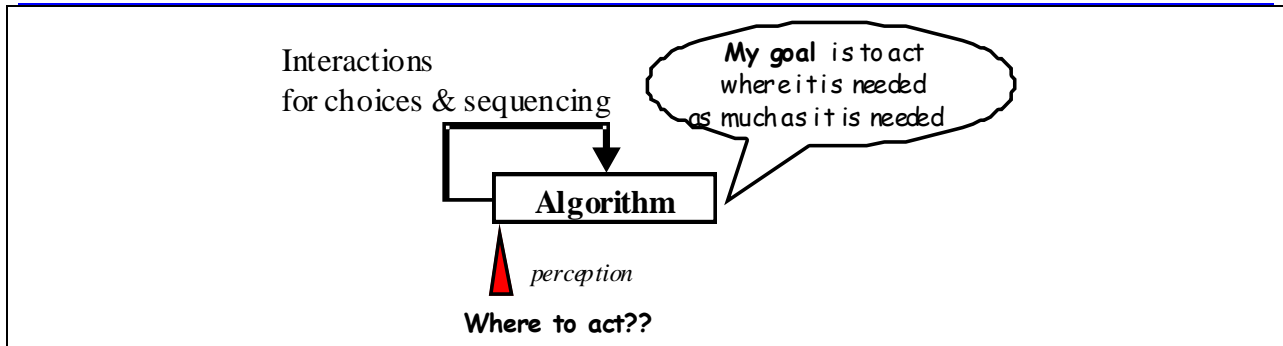 Interactions
for choices & sequencing
My goal is to act
where it is needed
as much as it is needed
Algorithm
perception
Where to act??